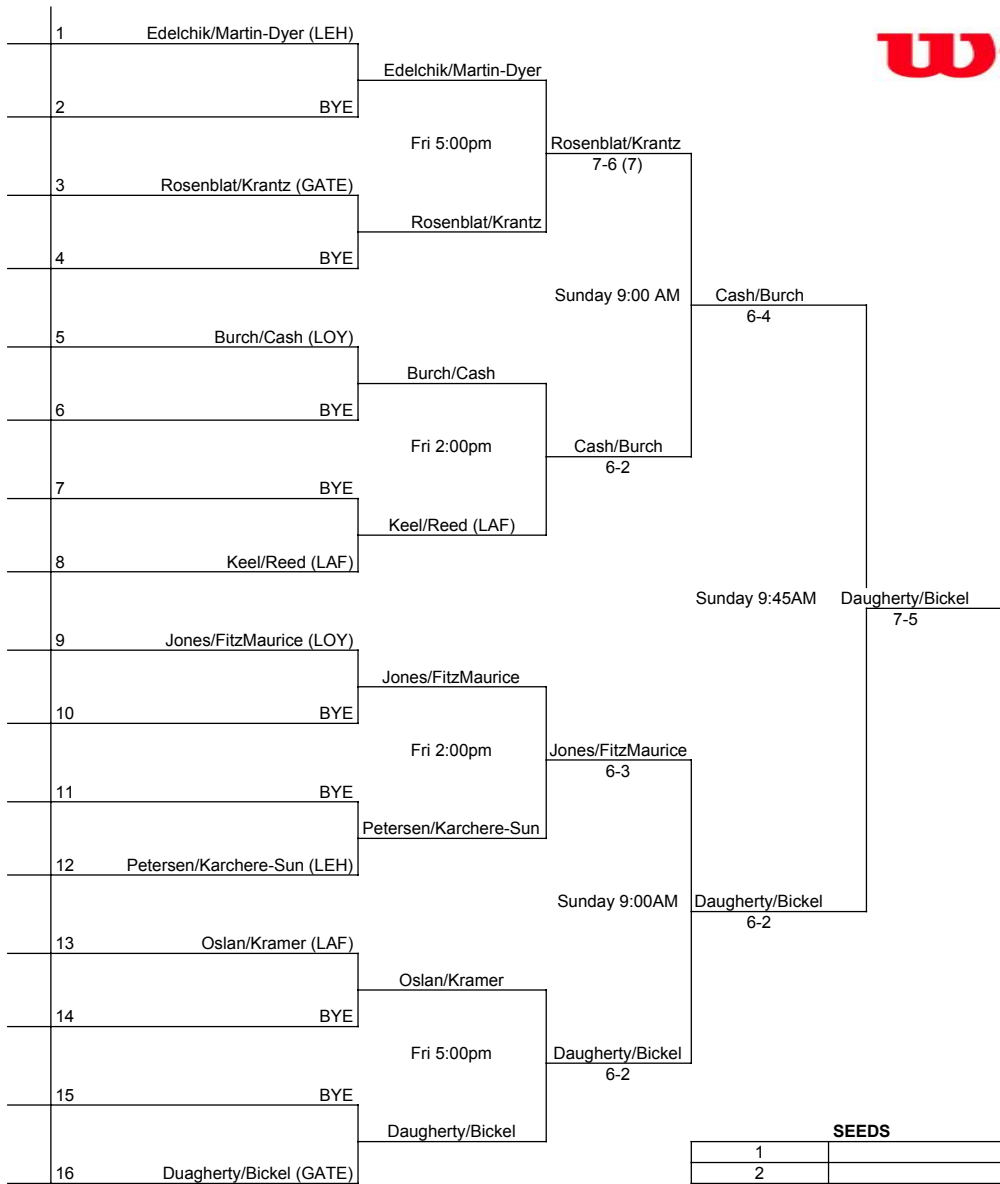 1 Edelchik/Martin-Dyer (LEH)
Edelchik/Martin-Dyer
2 BYE
Fri 5:00pm Rosenblat/Krantz
7-6 (7)
3 Rosenblat/Krantz (GATE)
Rosenblat/Krantz
4 BYE
Sunday 9:00 AM Cash/Burch
6-4
5 Burch/Cash (LOY)
Burch/Cash
6 BYE
Fri 2:00pm Cash/Burch
6-2
7 BYE
Keel/Reed (LAF)
8 Keel/Reed (LAF)
Sunday 9:45AM Daugherty/Bickel
7-5
9 Jones/FitzMaurice (LOY)
Jones/FitzMaurice
10 BYE
Fri 2:00pm Jones/FitzMaurice
6-3
11 BYE
Petersen/Karchere-Sun
12 Petersen/Karchere-Sun (LEH)
Sunday 9:00AM Daugherty/Bickel
6-2
13 Oslan/Kramer (LAF)
Oslan/Kramer
14 BYE
Fri 5:00pm Daugherty/Bickel
6-2
15 BYE
Daugherty/Bickel
SEEDS
1
2
16 Duagherty/Bickel (GATE)